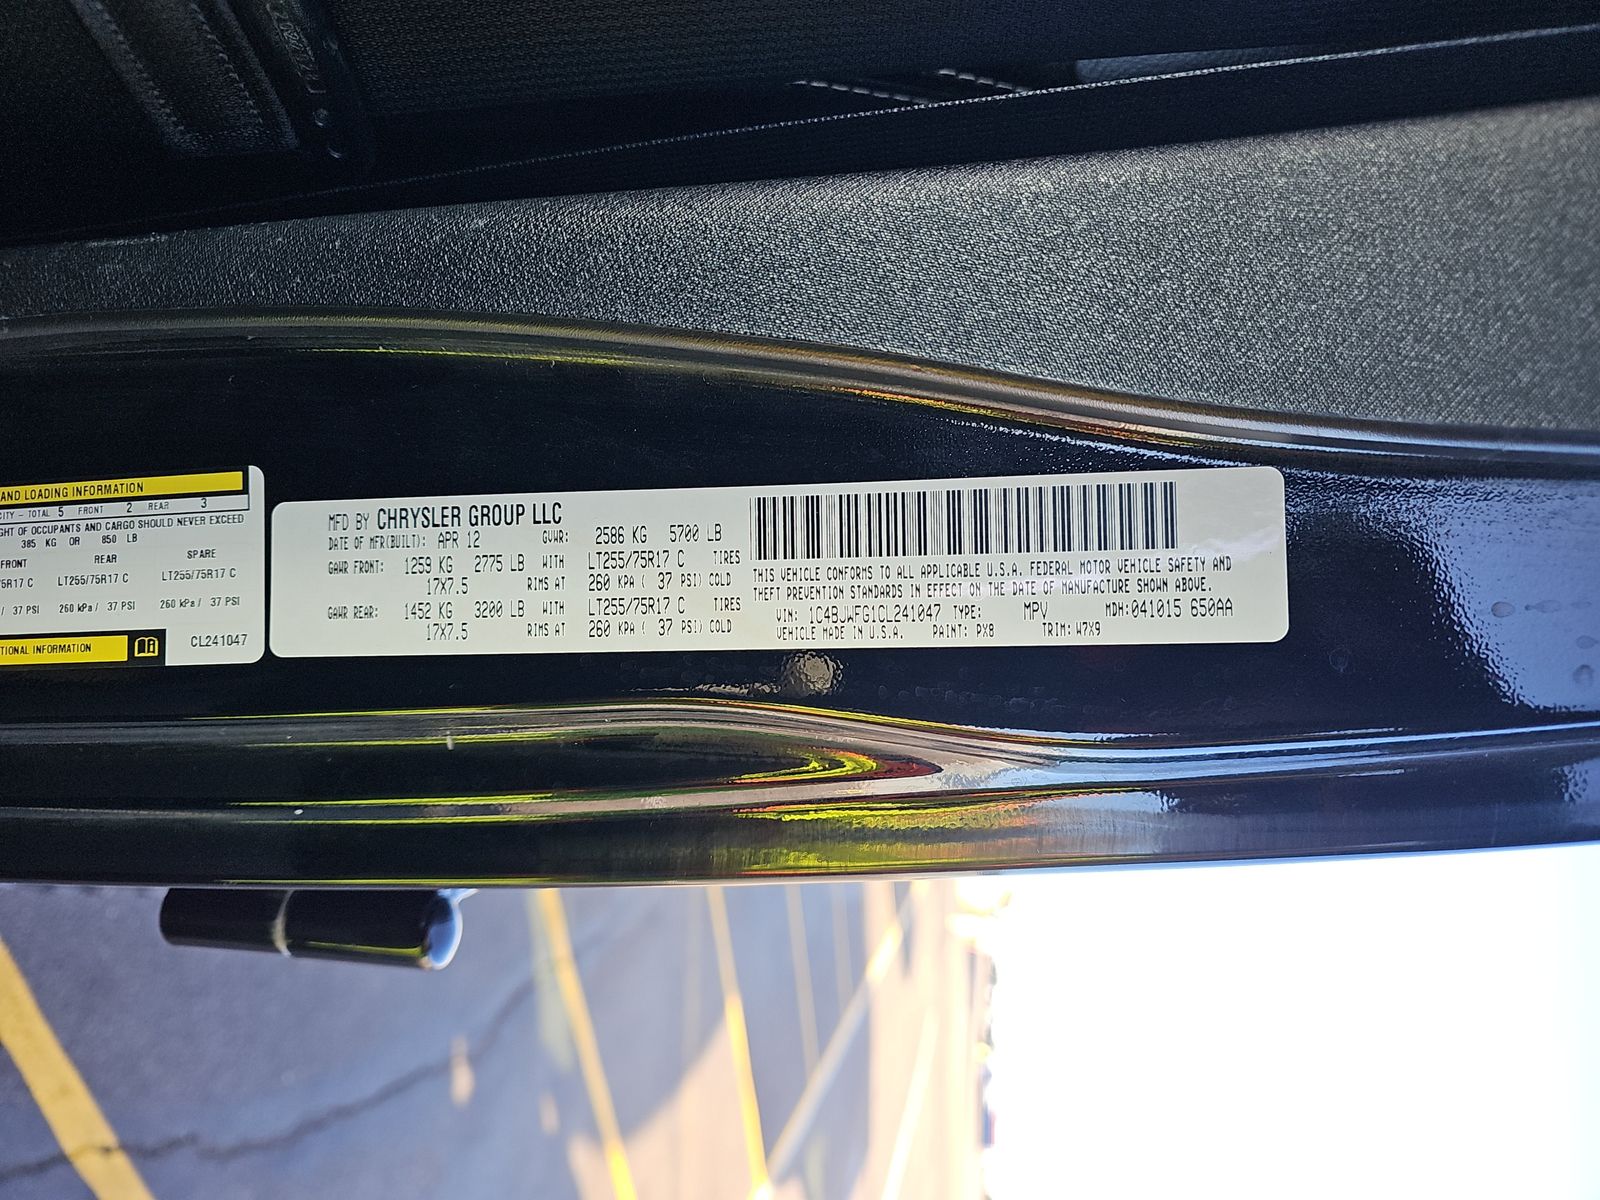 AND LOADING INFORMATION
CITY - TOTAL 5 FRONT 2 REAR 3
GHT OF OCCUPANTS AND CARGO SHOULD NEVER EXCEED
385 KG OR 850 LB
FRONT REAR SPARE
75R17 C LT255/75R17 C LT255/75R17 C
/ 37 PSI 260 kPa / 37 PSI 260 kPa / 37 PSI
TIONAL INFORMATION
CL241047
MFD BY CHRYSLER GROUP LLC
DATE OF MFR(BUILT): APR 12 GVWR: 2586 KG 5700 LB
GAWR FRONT: 1259 KG 2775 LB WITH LT255/75R17 C TIRES
17X7.5 RIMS AT 260 KPA ( 37 PSI) COLD
GAWR REAR: 1452 KG 3200 LB WITH LT255/75R17 C TIRES
17X7.5 RIMS AT 260 KPA ( 37 PSI) COLD
THIS VEHICLE CONFORMS TO ALL APPLICABLE U.S.A. FEDERAL MOTOR VEHICLE SAFETY AND
THEFT PREVENTION STANDARDS IN EFFECT ON THE DATE OF MANUFACTURE SHOWN ABOVE.
VIN: 1C4BJWFG1CL241047 TYPE: MPV MDH:041015 650AA
VEHICLE MADE IN U.S.A. PAINT: PX8 TRIM: W7X9